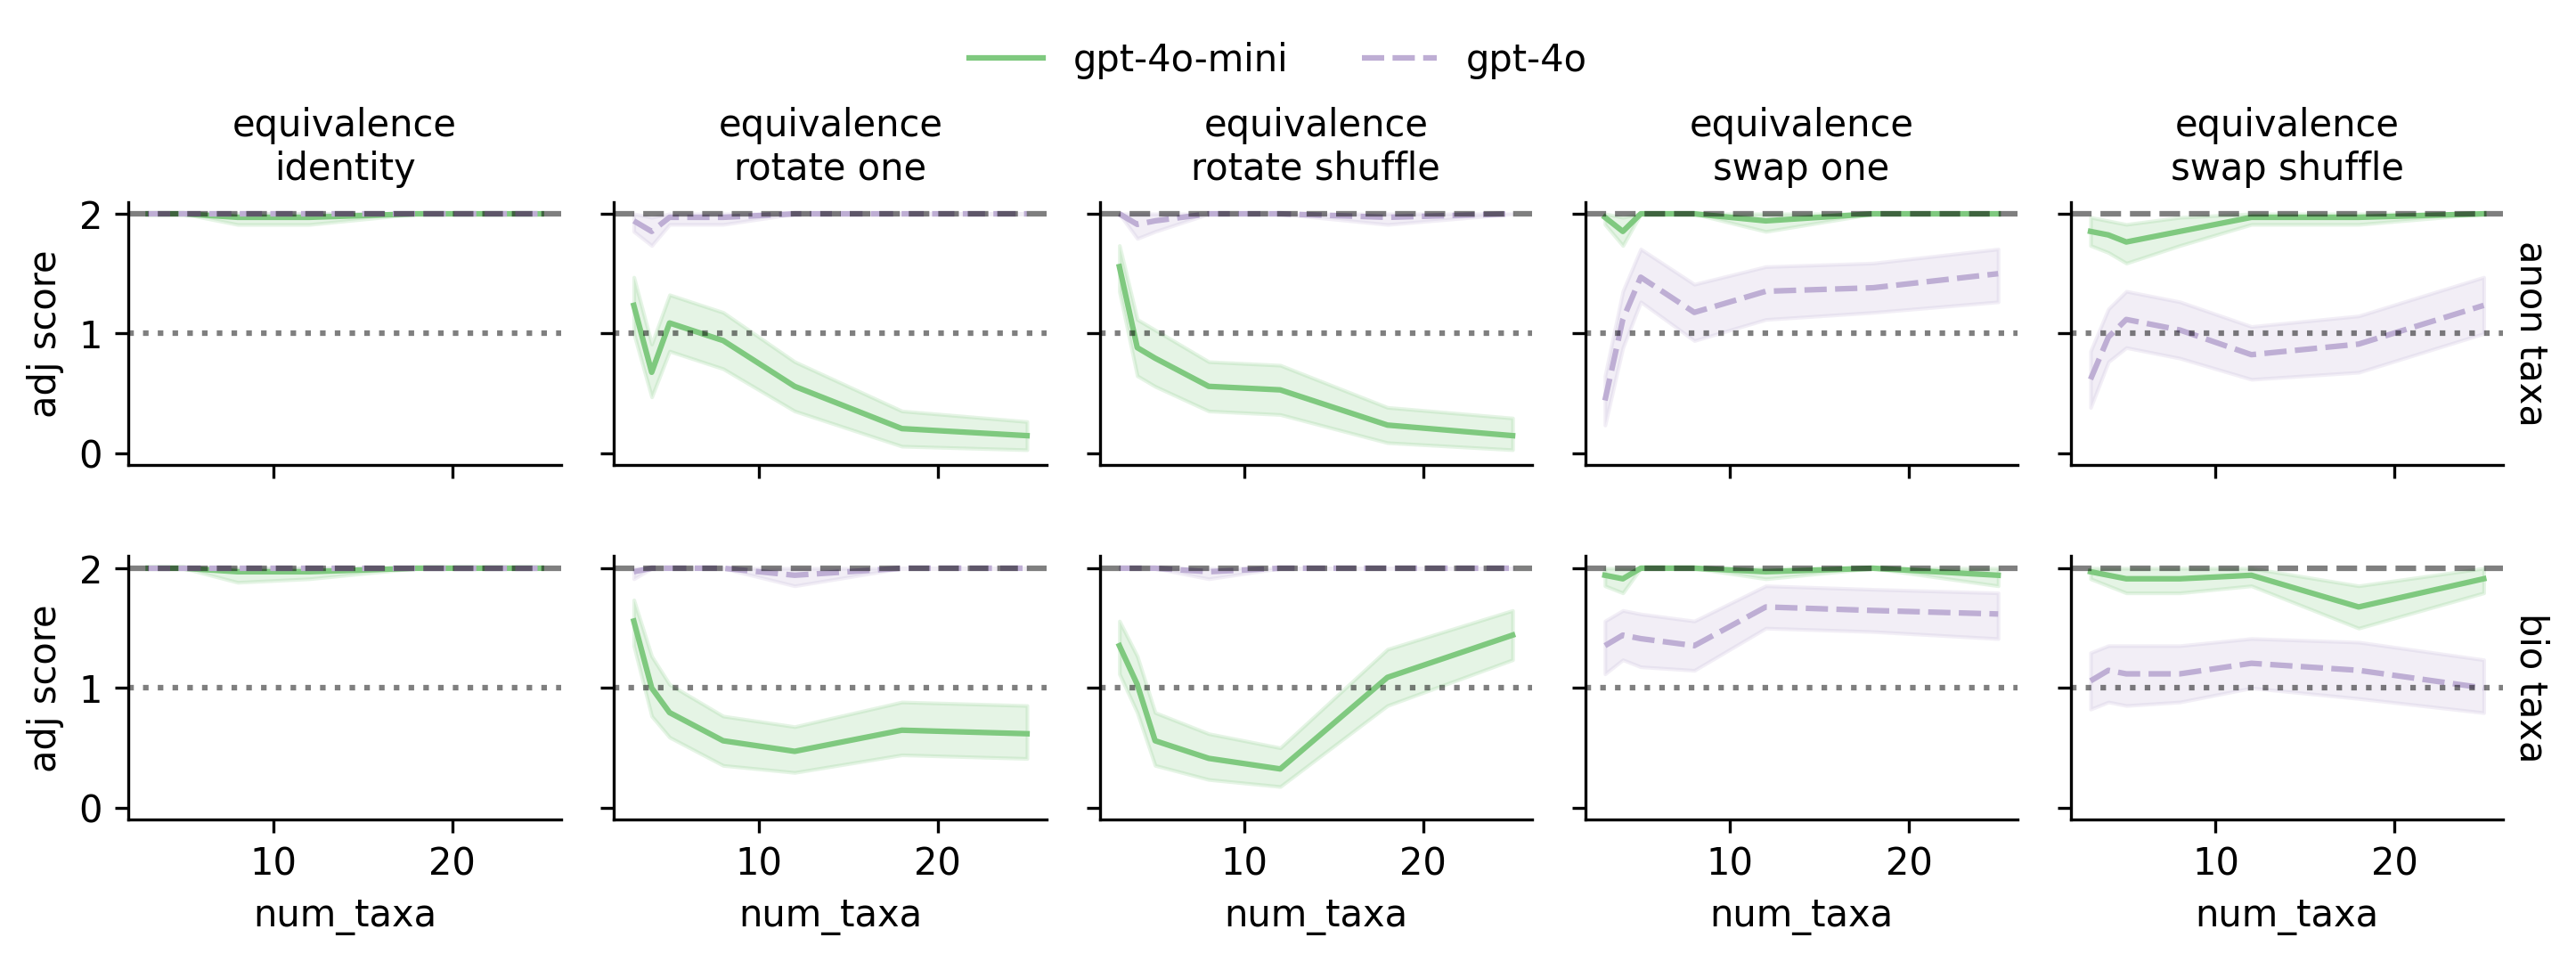 gpt-4o-mini
gpt-4o
equivalence
identity
equivalence
rotate one
equivalence
rotate shuffle
equivalence
swap one
equivalence
swap shuffle
adj score
2
1
0
anon taxa
adj score
2
1
0
bio taxa
10
20
10
20
10
20
10
20
10
20
num_taxa
num_taxa
num_taxa
num_taxa
num_taxa